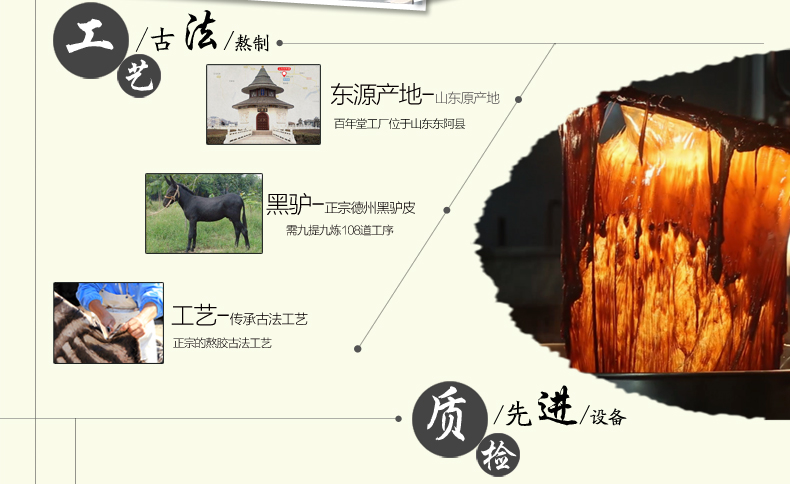 工艺/古法/熬制
东源产地-山东原产地
百年堂工厂位于山东东阿县
黑驴-正宗德州黑驴皮
需九提九炼108道工序
工艺-传承古法工艺
正宗的熬胶古法工艺
质检/先进/设备